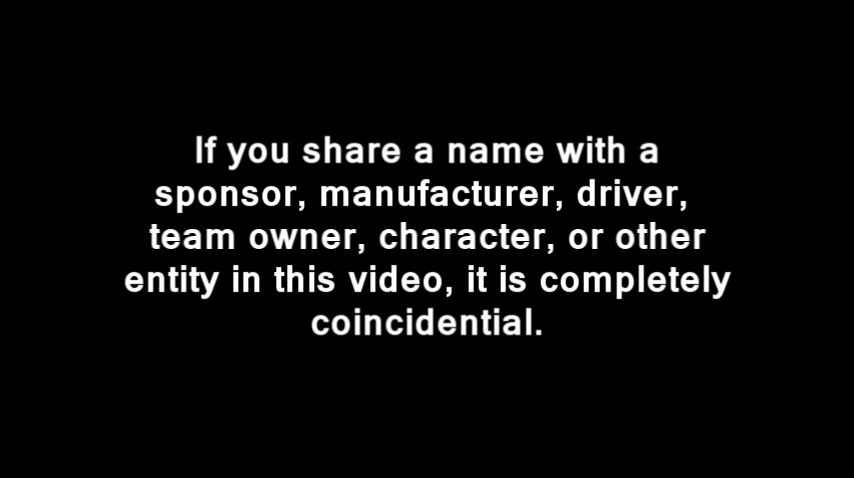 If you share a name with a
sponsor, manufacturer, driver,
team owner, character, or other
entity in this video, it is completely
coincidential.